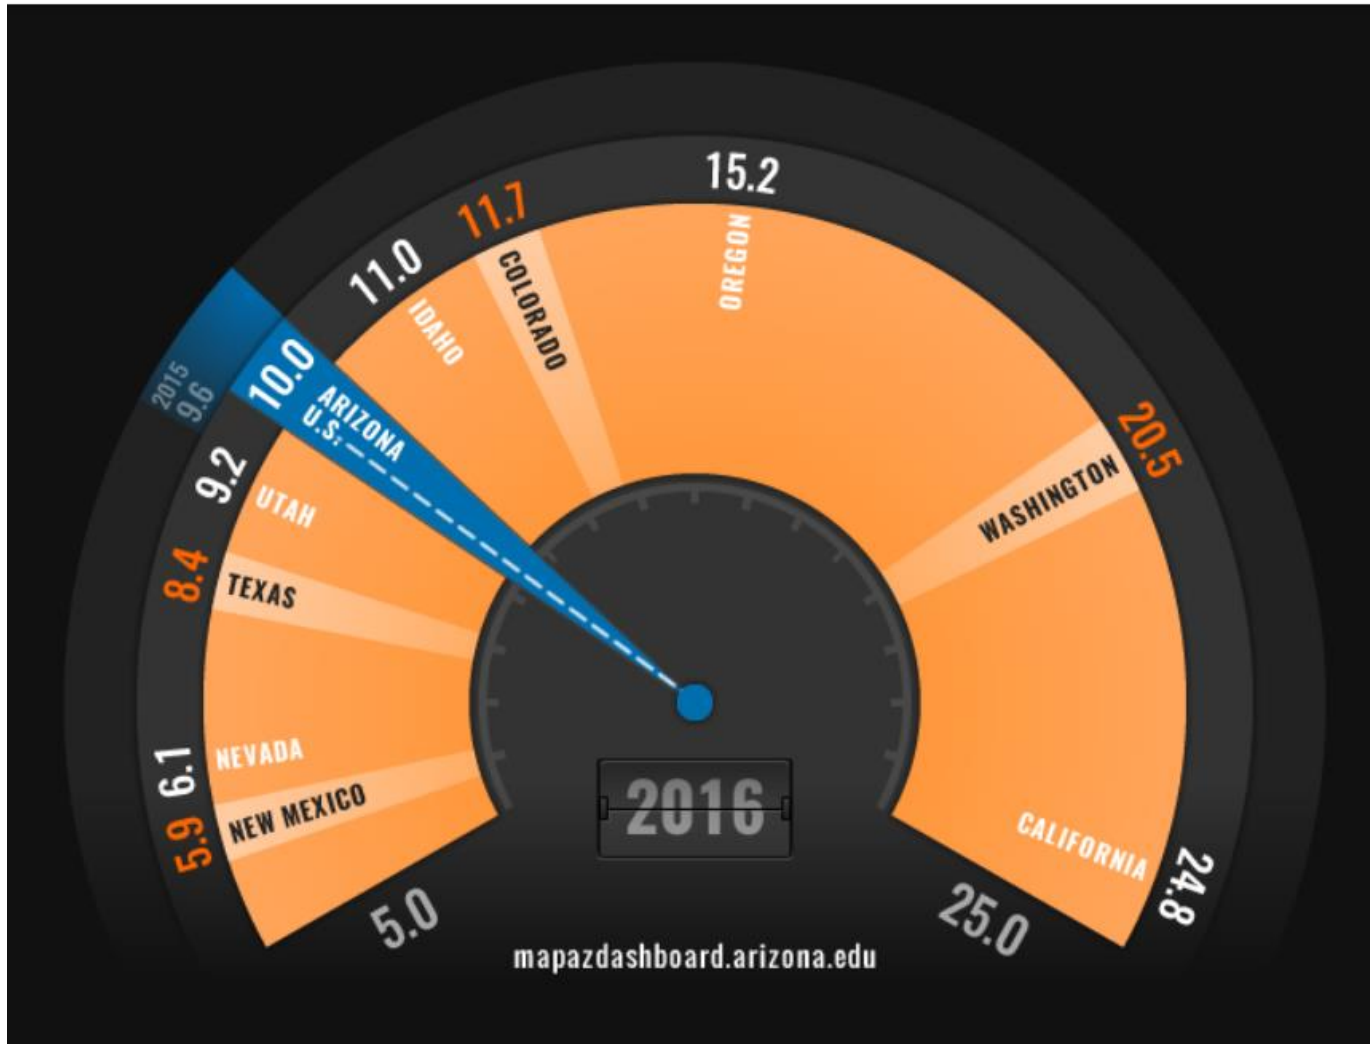 5.9
NEW MEXICO
6.1
NEVADA
8.4
TEXAS
9.2
UTAH
2015
9.6
10.0
ARIZONA
U.S:
11.0
IDAHO
11.7
COLORADO
15.2
OREGON
20.5
WASHINGTON
24.8
CALIFORNIA
5.0
2016
25.0
mapazdashboard.arizona.edu